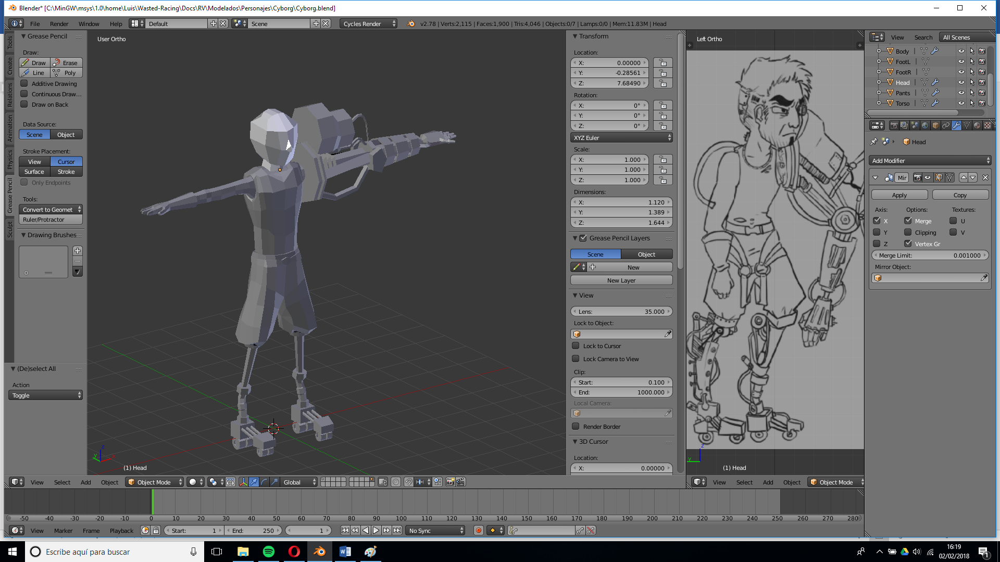 Blender* [C:\MinGW\msys\1.0\home\Luis\Wasted-Racing\Docs\RV\Modelados\Personajes\Cyborg\Cyborg.blend]
File Render Window Help Default Scene Cycles Render v2.78 | Verts:2,115 | Faces:1,900 | Tris:4,046 | Objects:0/7 | Lamps:0/0 | Mem:11.83M | Head
Tools
Create
Relations
Animation
Physics
Grease Pencil
Sculpt
Grease Pencil
Draw:
Draw Erase
Line Poly
Additive Drawing
Continuous Draw...
Draw on Back
Data Source:
Scene Object
Stroke Placement:
View Cursor
Surface Stroke
Only Endpoints
Tools:
Convert to Geomet
Ruler/Protractor
Drawing Brushes
(De)select All
Action
Toggle
User Ortho
z
y
x
(1) Head
Transform
Location:
X: 0.00000
Y: -0.28561
Z: 7.68490
Rotation:
X: 0°
Y: 0°
Z: 0°
XYZ Euler
Scale:
X: 1.000
Y: 1.000
Z: 1.000
Dimensions:
X: 1.120
Y: 1.389
Z: 1.644
Grease Pencil Layers
Scene Object
New
New Layer
View
Lens: 35.000
Lock to Object:
Lock to Cursor
Lock Camera to View
Clip:
Start: 0.100
End: 1000.000
Local Camera:
Render Border
3D Cursor
Location:
X: 0.00000
Left Ortho
z
y
(1) Head
View Search All Scenes
Body
FootL
FootR
Head
Pants
Torso
Head
Add Modifier
Mir
Apply Copy
Axis: Options: Textures:
X Merge U
Y Clipping V
Z Vertex Gr
Merge Limit: 0.001000
Mirror Object:
View Select Add Object Object Mode Global
View Select Add Object Object Mode
-50 -40 -30 -20 -10 0 10 20 30 40 50 60 70 80 90 100 110 120 130 140 150 160 170 180 190 200 210 220 230 240 250 260 270 280
View Marker Frame Playback Start: 1 End: 250 1 No Sync
Escribe aquí para buscar
16:19
02/02/2018
1